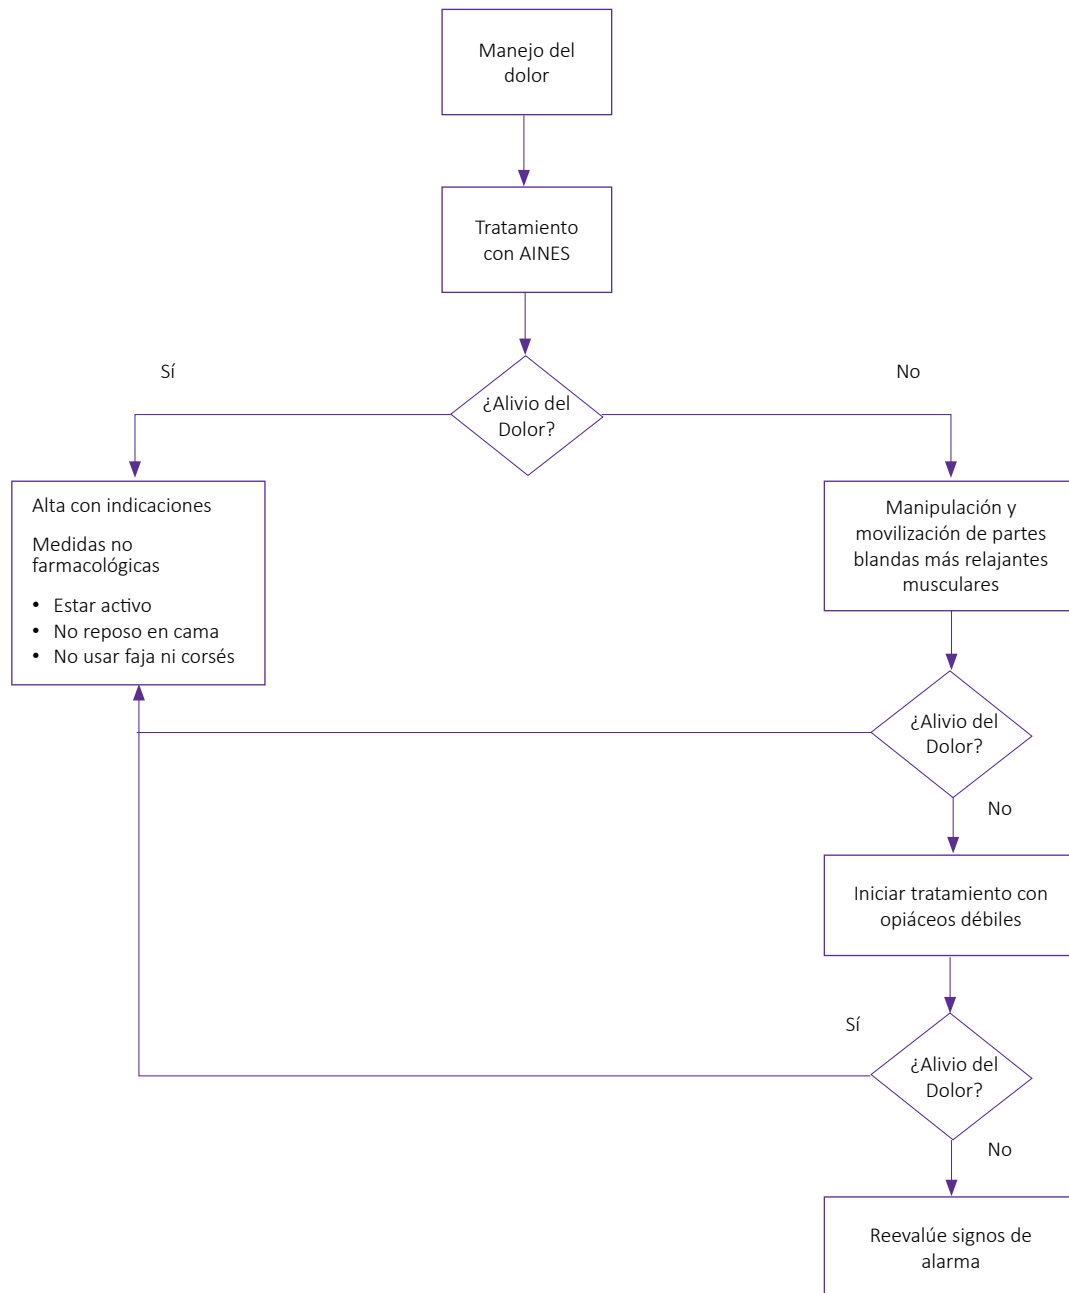 Manejo del
dolor
Tratamiento
con AINES
Sí
No
¿Alivio del
Dolor?
Alta con indicaciones
Medidas no
farmacológicas
• Estar activo
• No reposo en cama
• No usar faja ni corsés
Manipulación y
movilización de partes
blandas más relajantes
musculares
¿Alivio del
Dolor?
No
Iniciar tratamiento con
opiáceos débiles
Sí
¿Alivio del
Dolor?
No
Reevalúe signos de
alarma